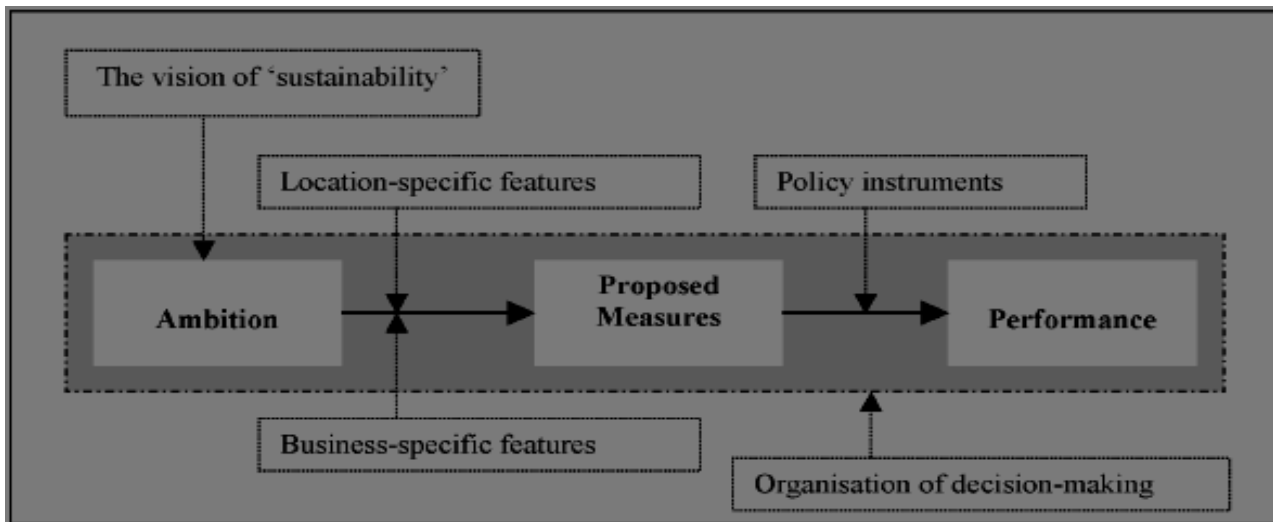 The vision of ‘sustainability’
Location-specific features
Policy instruments
Ambition
Proposed
Measures
Performance
Business-specific features
Organisation of decision-making